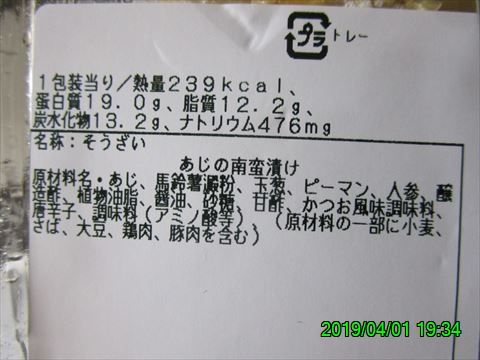 プラ トレー
1包装当り／熱量239kcal、
蛋白質19.0g、脂質12.2g、
炭水化物13.2g、ナトリウム476mg
名称：そうざい
あじの南蛮漬け
原材料名・あじ、馬鈴薯澱粉、玉葱、ピーマン、人参、醸
造酢、植物油脂、醤油、砂糖、甘酢、かつお風味調味料、
唐辛子、調味料（アミノ酸等）　（原材料の一部に小麦、
さば、大豆、鶏肉、豚肉を含む）
2019/04/01 19:34